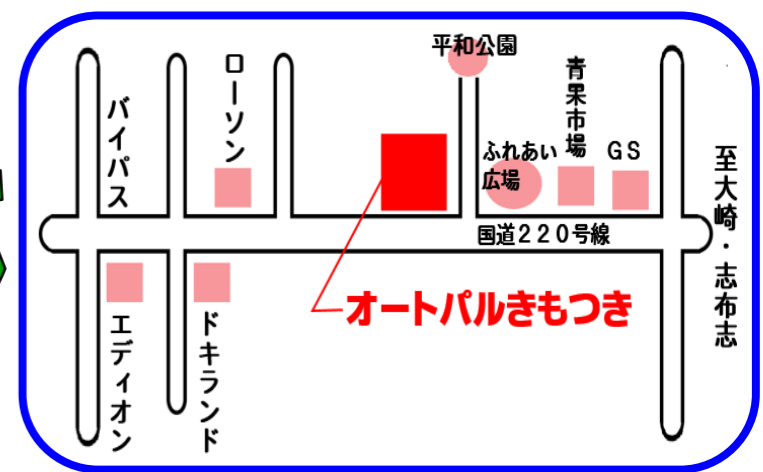 バイパス
ローソン
平和公園
青果市場
ふれあい
広場
GS
至大崎・志布志
国道220号線
オートパルきもつき
エディオン
ドキランド